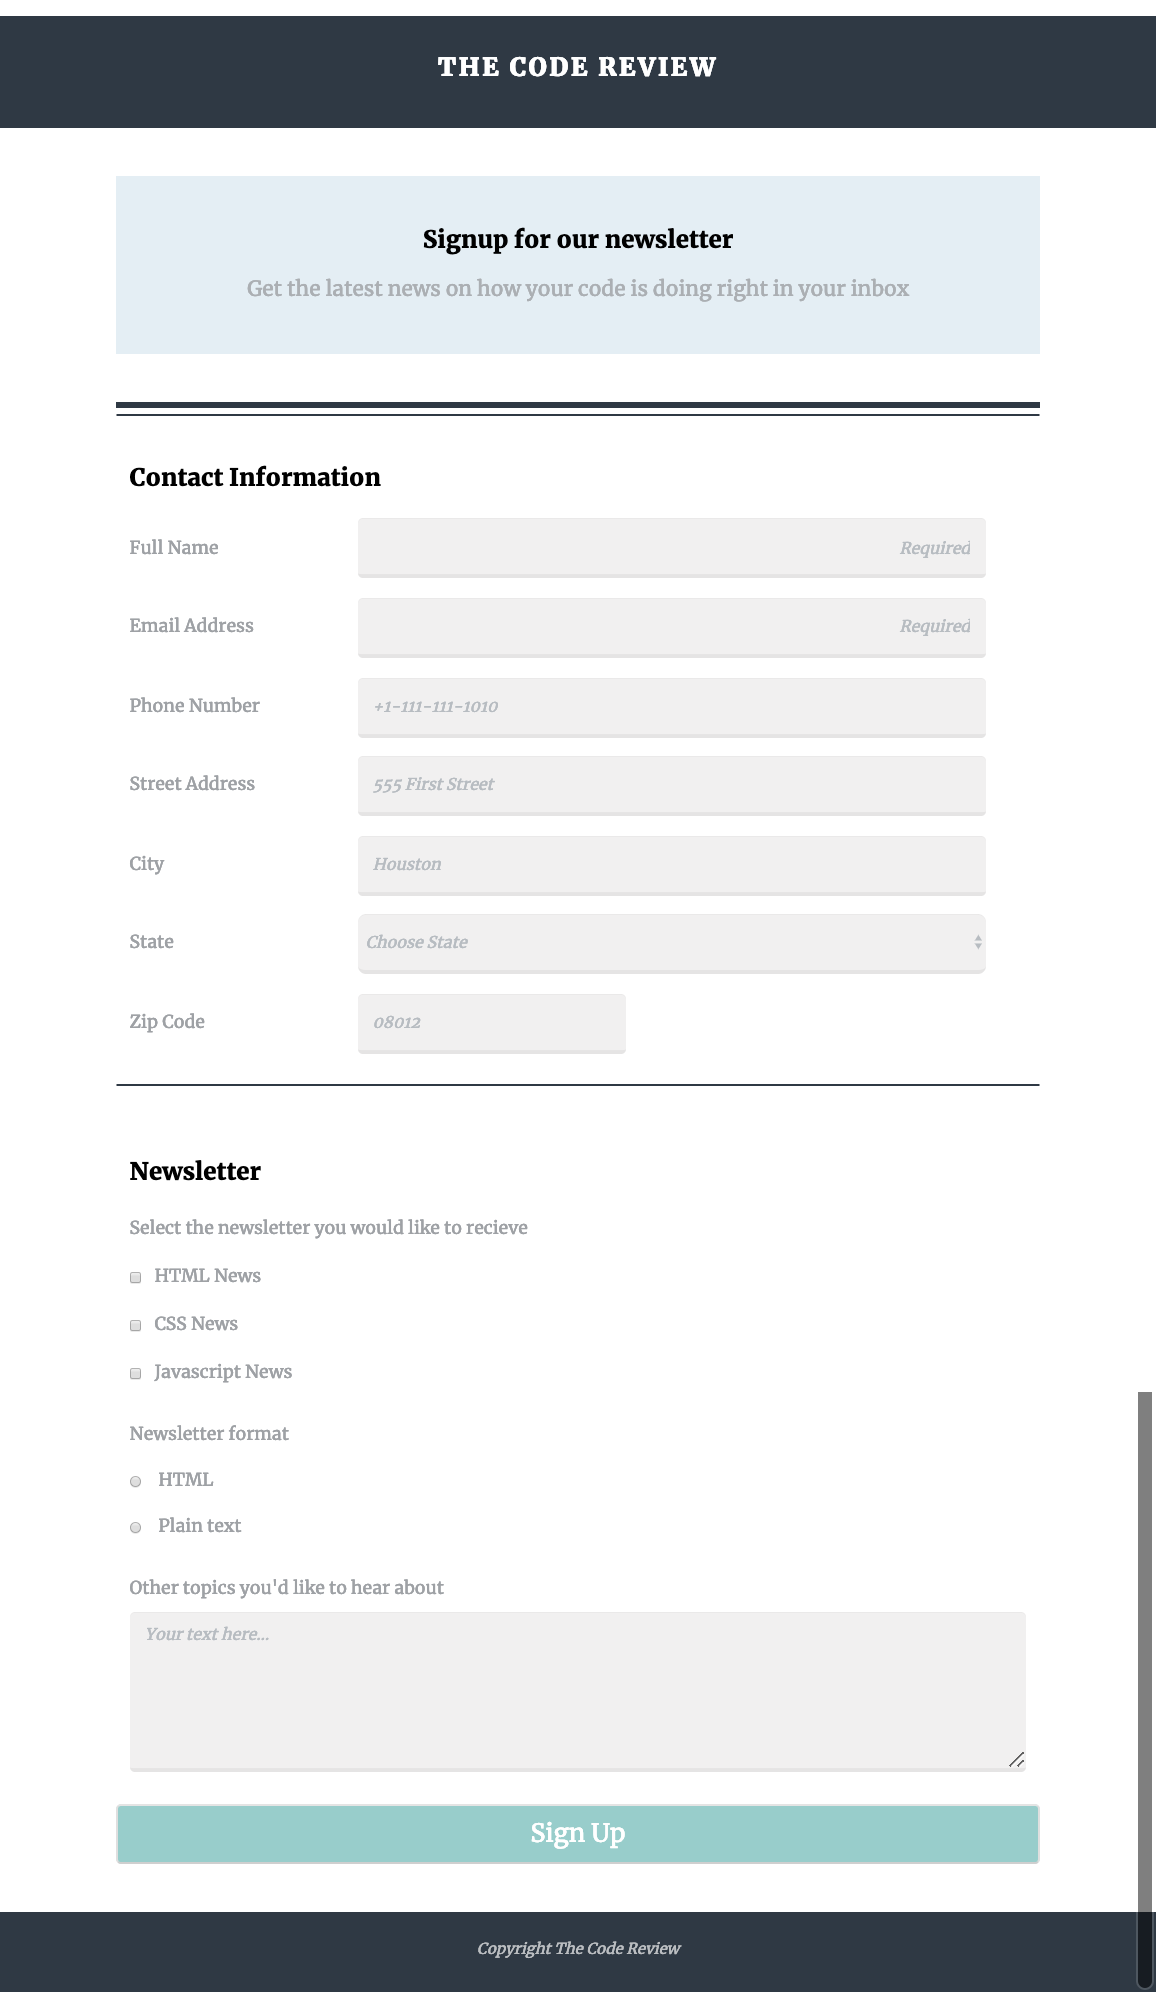 THE CODE REVIEW
Signup for our newsletter
Get the latest news on how your code is doing right in your inbox
Contact Information
Full Name Required
Email Address Required
Phone Number +1-111-111-1010
Street Address 555 First Street
City Houston
State Choose State
Zip Code 08012
Newsletter
Select the newsletter you would like to recieve
HTML News
CSS News
Javascript News
Newsletter format
HTML
Plain text
Other topics you'd like to hear about
Your text here...
Sign Up
Copyright The Code Review